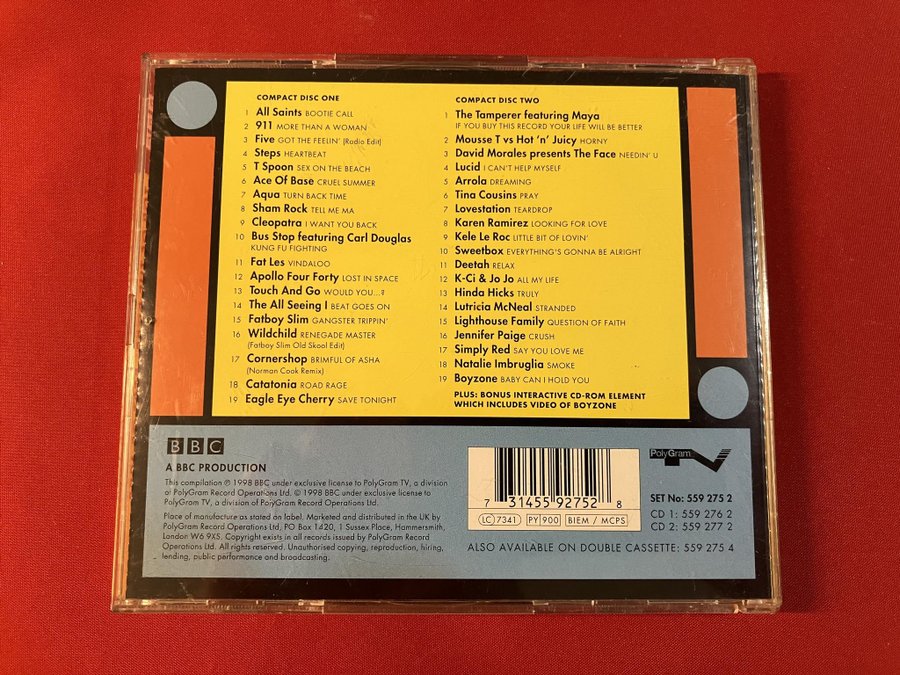 COMPACT DISC ONE
1 All Saints BOOTIE CALL
2 911 MORE THAN A WOMAN
3 Five GOT THE FEELIN' (Radio Edit)
4 Steps HEARTBEAT
5 T Spoon SEX ON THE BEACH
6 Ace Of Base CRUEL SUMMER
7 Aqua TURN BACK TIME
8 Sham Rock TELL ME MA
9 Cleopatra I WANT YOU BACK
10 Bus Stop featuring Carl Douglas
KUNG FU FIGHTING
11 Fat Les VINDALOO
12 Apollo Four Forty LOST IN SPACE
13 Touch And Go WOULD YOU...?
14 The All Seeing I BEAT GOES ON
15 Fatboy Slim GANGSTER TRIPPIN'
16 Wildchild RENEGADE MASTER
(Fatboy Slim Old Skool Edit)
17 Cornershop BRIMFUL OF ASHA
(Norman Cook Remix)
18 Catatonia ROAD RAGE
19 Eagle Eye Cherry SAVE TONIGHT
COMPACT DISC TWO
1 The Tamperer featuring Maya
IF YOU BUY THIS RECORD YOUR LIFE WILL BE BETTER
2 Mousse T vs Hot 'n' Juicy HORNY
3 David Morales presents The Face NEEDIN' U
4 Lucid I CAN'T HELP MYSELF
5 Arrola DREAMING
6 Tina Cousins PRAY
7 Lovestation TEARDROP
8 Karen Ramirez LOOKING FOR LOVE
9 Kele Le Roc LITTLE BIT OF LOVIN'
10 Sweetbox EVERYTHING'S GONNA BE ALRIGHT
11 Deetah RELAX
12 K-Ci & Jo Jo ALL MY LIFE
13 Hinda Hicks TRULY
14 Lutricia McNeal STRANDED
15 Lighthouse Family QUESTION OF FAITH
16 Jennifer Paige CRUSH
17 Simply Red SAY YOU LOVE ME
18 Natalie Imbruglia SMOKE
19 Boyzone BABY CAN I HOLD YOU
PLUS: BONUS INTERACTIVE CD-ROM ELEMENT
WHICH INCLUDES VIDEO OF BOYZONE
BBC
A BBC PRODUCTION
This compilation ℗ 1998 BBC under exclusive license to PolyGram TV, a division
of PolyGram Record Operations Ltd. © 1998 BBC under exclusive license to
PolyGram TV, a division of PolyGram Record Operations Ltd.
Place of manufacture as stated on label. Marketed and distributed in the UK by
PolyGram Record Operations Ltd, PO Box 1420, 1 Sussex Place, Hammersmith,
London W6 9XS. Copyright exists in all records issued by PolyGram Record
Operations Ltd. All rights reserved. Unauthorised copying, reproduction, hiring,
lending, public performance and broadcasting.
7 31455 92752 8
LC 7341 PY 900 BIEM / MCPS
PolyGram TV
SET No: 559 275 2
CD 1: 559 276 2
CD 2: 559 277 2
ALSO AVAILABLE ON DOUBLE CASSETTE: 559 275 4